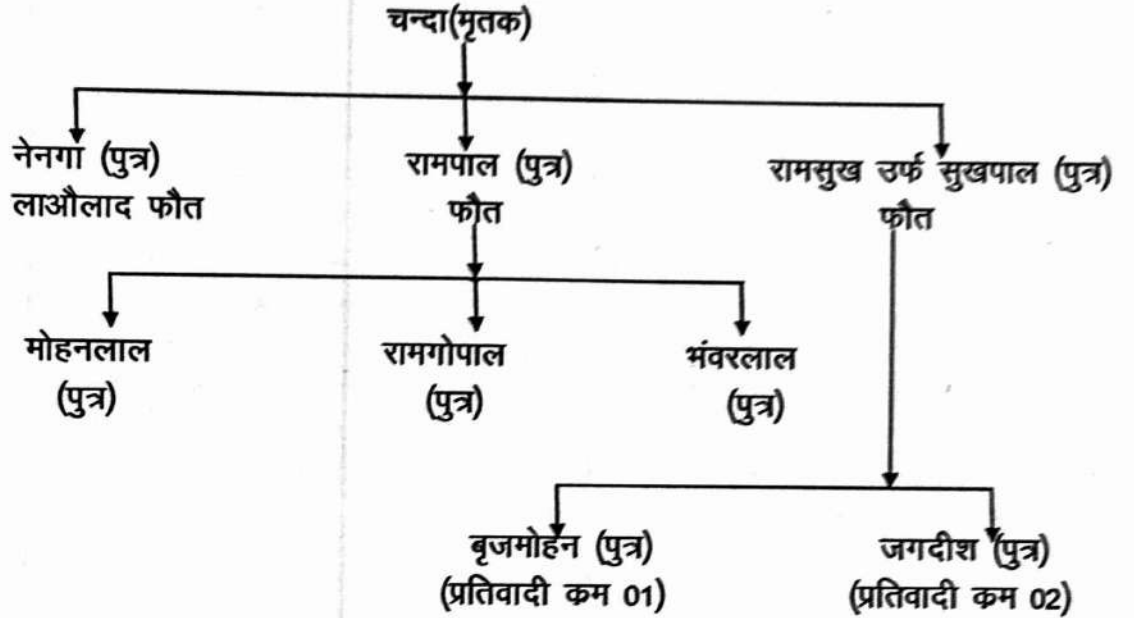 चन्दा(मृतक)
नेनगा (पुत्र)
लाऔलाद फौत
रामपाल (पुत्र)
फौत
रामसुख उर्फ सुखपाल (पुत्र)
फौत
मोहनलाल
(पुत्र)
रामगोपाल
(पुत्र)
भंवरलाल
(पुत्र)
बृजमोहन (पुत्र)
(प्रतिवादी कम 01)
जगदीश (पुत्र)
(प्रतिवादी कम 02)